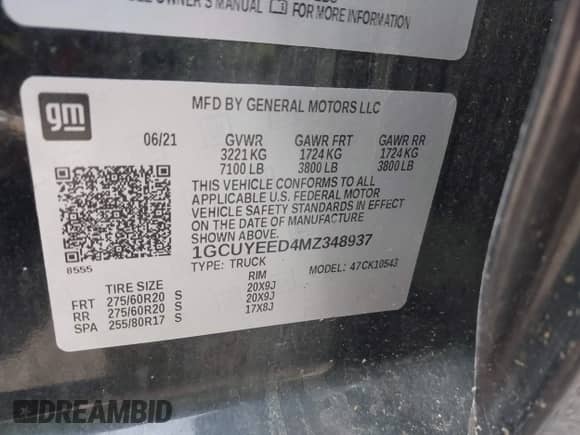 OWNER'S MANUAL FOR MORE INFORMATION
gm
MFD BY GENERAL MOTORS LLC
06/21 GVWR GAWR FRT GAWR RR
3221 KG 1724 KG 1724 KG
7100 LB 3800 LB 3800 LB
THIS VEHICLE CONFORMS TO ALL
APPLICABLE U.S. FEDERAL MOTOR
VEHICLE SAFETY STANDARDS IN EFFECT
ON THE DATE OF MANUFACTURE
SHOWN ABOVE.
1GCUYEED4MZ348937
8555
TYPE: TRUCK MODEL: 47CK10543
TIRE SIZE RIM
FRT 275/60R20 S 20X9J
RR 275/60R20 S 20X9J
SPA 255/80R17 S 17X8J
DREAMBID